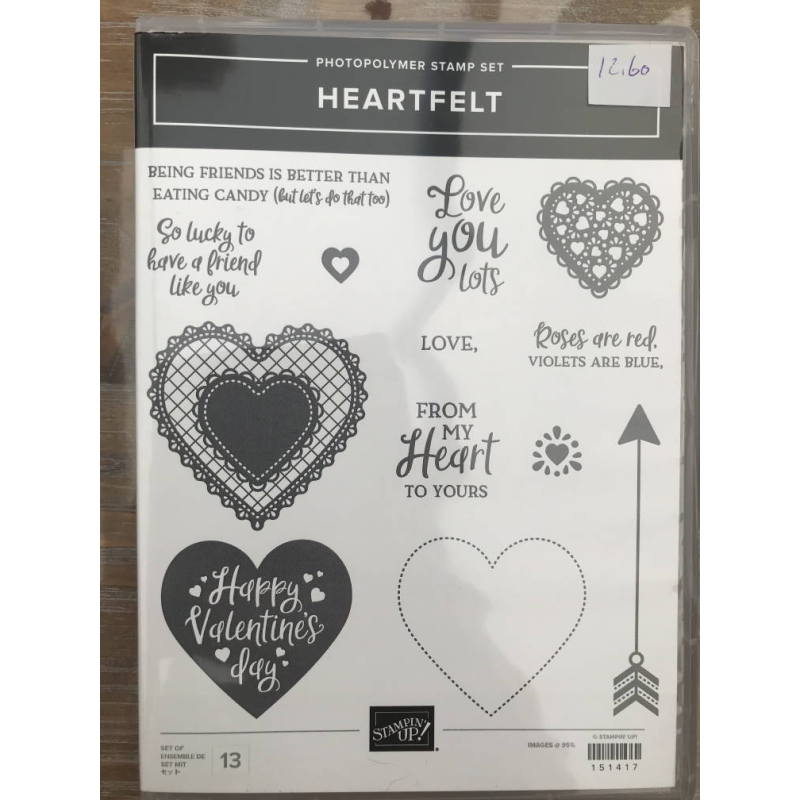 PHOTOPOLYMER STAMP SET
HEARTFELT
12.60
BEING FRIENDS IS BETTER THAN
EATING CANDY (but let's do that too)
So lucky to
have a friend
like you
Love
you
lots
LOVE,
Roses are red,
VIOLETS ARE BLUE,
FROM
MY
Heart
TO YOURS
Happy
Valentine's
day
STAMPIN' UP!
SET OF
ENSEMBLE DE
SET MIT
セット
13
IMAGES @ 95%
© STAMPIN' UP!
151417